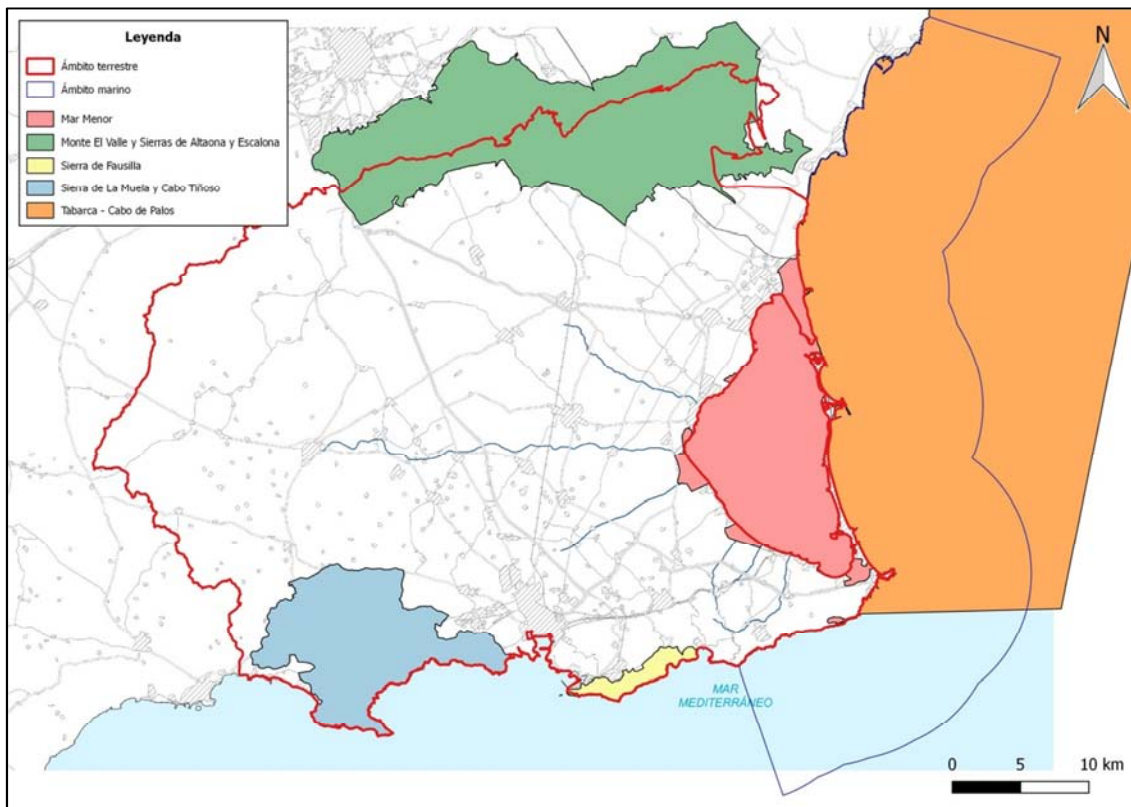 Leyenda
Ámbito terrestre
Ámbito marino
Mar Menor
Monte El Valle y Sierras de Altaona y Escalona
Sierra de Fausilla
Sierra de La Muela y Cabo Tiñoso
Tabarca - Cabo de Palos
N
MAR
MEDITERRÁNEO
0 5 10 km